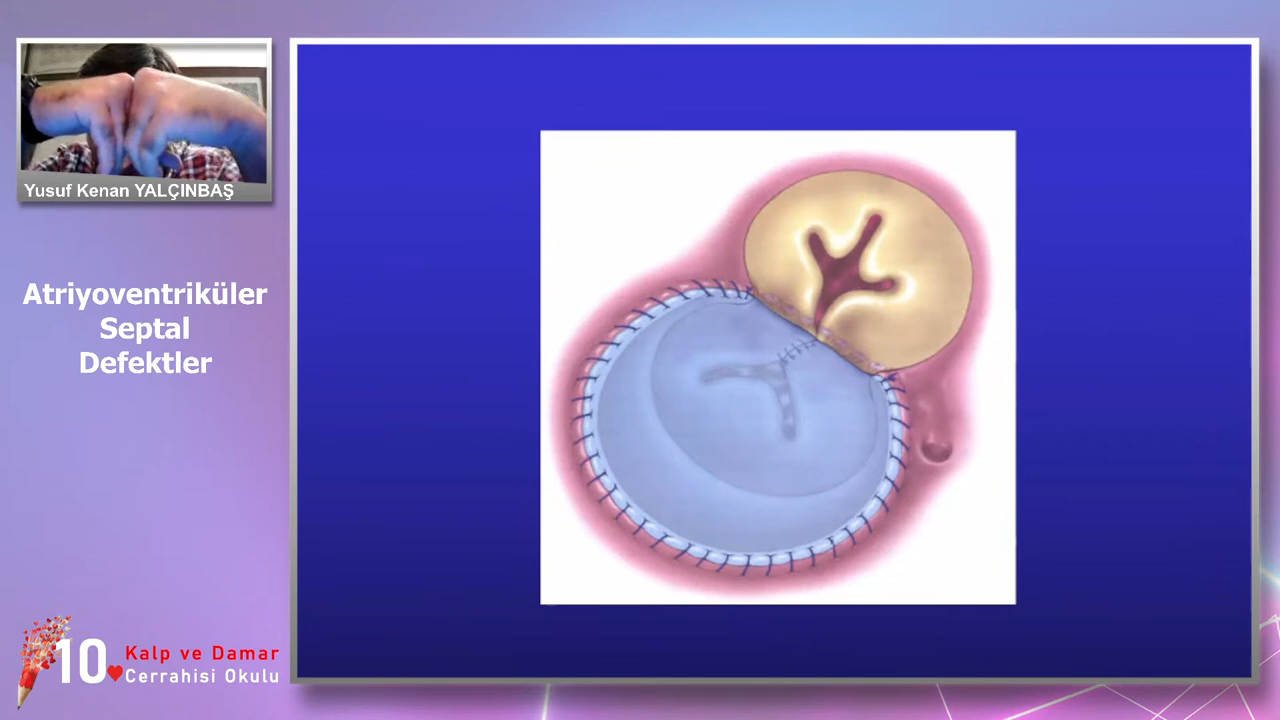 Yusuf Kenan YALÇINBAŞ
Atriyoventriküler
Septal
Defektler
10
Kalp ve Damar
Cerrahisi Okulu